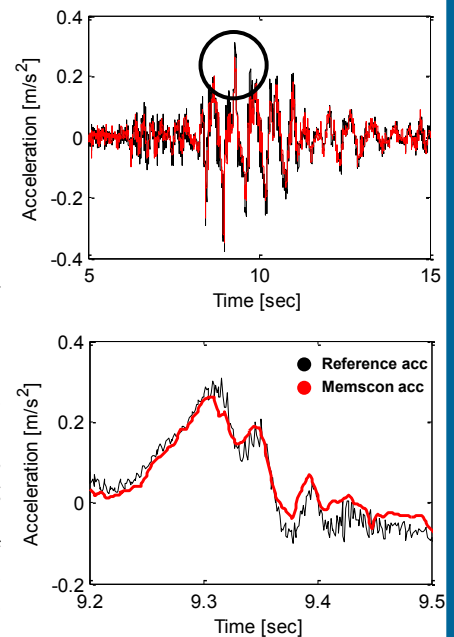 0.4
0.2
0
-0.2
-0.4
Acceleration [m/s²]
5
10
15
Time [sec]
0.4
0.2
0
-0.2
Acceleration [m/s²]
Reference acc
Memscon acc
9.2
9.3
9.4
9.5
Time [sec]